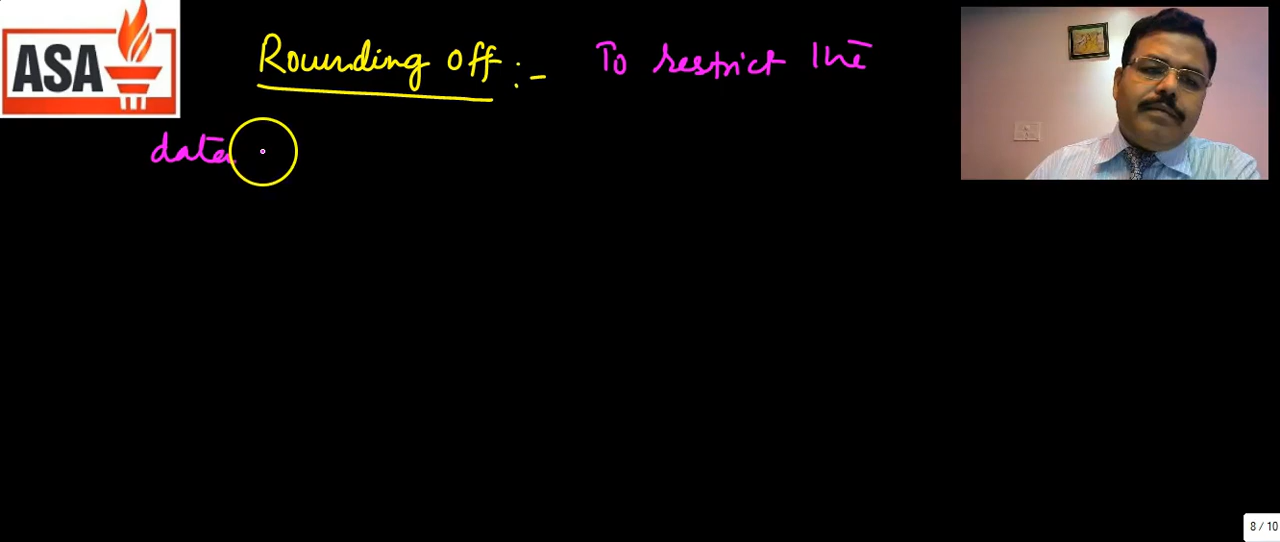 ASA
Rounding off :- To restrict the
data
8 / 10